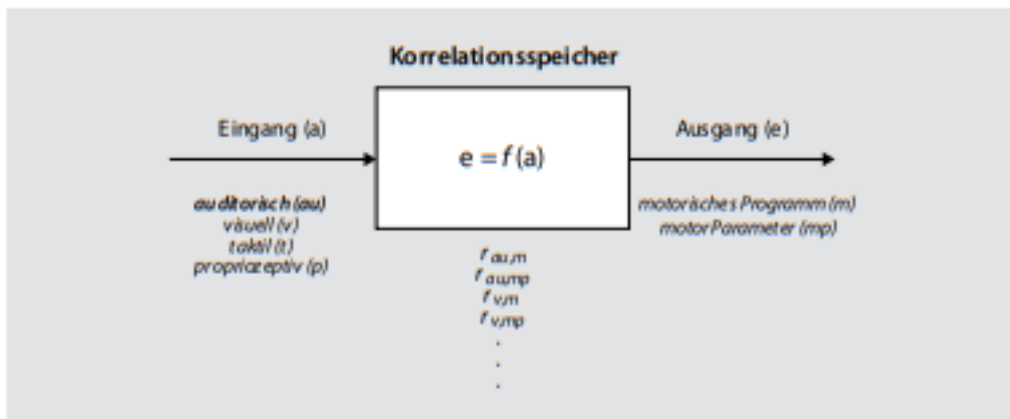 Korrelationsspeicher
Eingang (a)
e = f (a)
Ausgang (e)
auditorisch (au)
visuell (v)
taktil (t)
propriozeptiv (p)
motorisches Programm (m)
motor Parameter (mp)
f au,m
f au,mp
f v,m
f v,mp
.
.
.